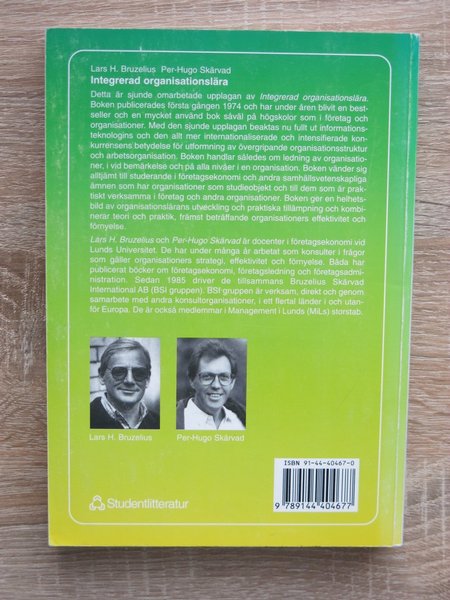 Lars H. Bruzelius Per-Hugo Skärvad
Integrerad organisationslära
Detta är sjunde omarbetade upplagan av Integrerad organisationslära.
Boken publicerades första gången 1974 och har under åren blivit en best-
seller och en mycket använd bok såväl på högskolor som i företag och
organisationer. Med den sjunde upplagan beaktas nu fullt ut informations-
teknologins och den allt mer internationaliserade och intensifierade kon-
kurrensens betydelse för utformning av övergripande organisationsstruktur
och arbetsorganisation. Boken handlar således om ledning av organisatio-
ner, i vid bemärkelse och på alla nivåer i en organisation. Boken vänder sig
alltjämt till studerande i företagsekonomi och andra samhällsvetenskapliga
ämnen som har organisationer som studieobjekt och till dem som är prak-
tiskt verksamma i företag och andra organisationer. Boken ger en helhets-
bild av organisationslärans utveckling och praktiska tillämpning och kombi-
nerar teori och praktik, främst beträffande organisationers effektivitet och
förnyelse.
Lars H. Bruzelius och Per-Hugo Skärvad är docenter i företagsekonomi vid
Lunds Universitet. De har under många år arbetat som konsulter i frågor
som gäller organisationers strategi, effektivitet och förnyelse. Båda har
publicerat böcker om företagsekonomi, företagsledning och företagsadmi-
nistration. Sedan 1985 driver de tillsammans Bruzelius Skärvad
International AB (BSI gruppen). BSI gruppen är verksam, direkt och genom
samarbete med andra konsultorganisationer, i ett flertal länder i och utan-
för Europa. De är också medlemmar i Management i Lunds (MiLs) storstab.
Lars H. Bruzelius
Per-Hugo Skärvad
ISBN 91-44-40467-0
9 789144 404677
Studentlitteratur